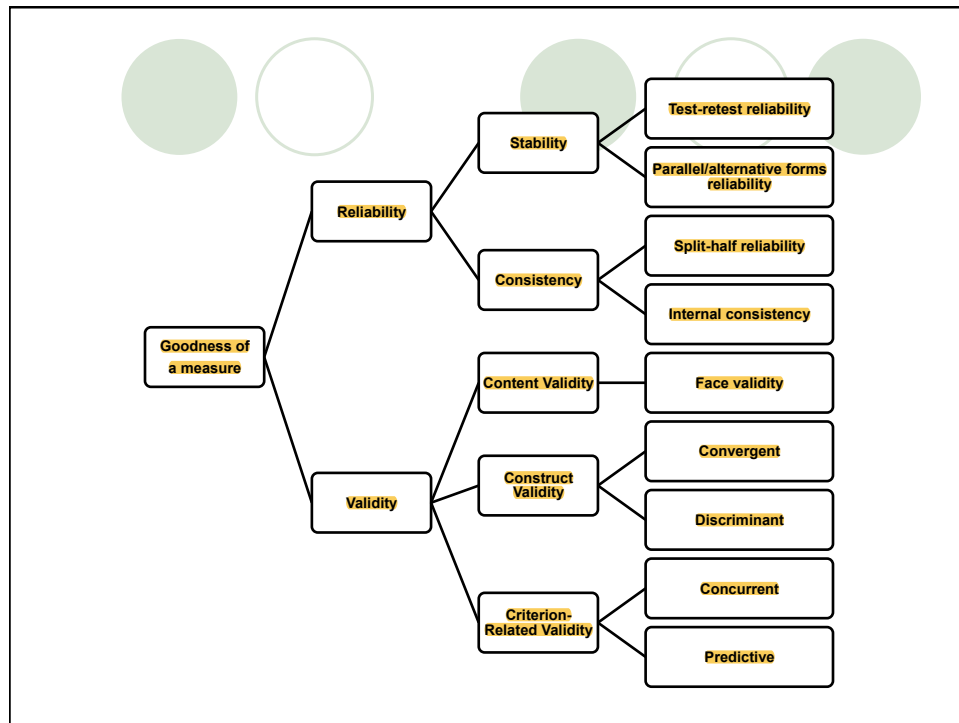 Test-retest reliability
Stability
Parallel/alternative forms
reliability
Reliability
Split-half reliability
Consistency
Internal consistency
Goodness of
a measure
Content Validity
Face validity
Convergent
Construct
Validity
Validity
Discriminant
Concurrent
Criterion-
Related Validity
Predictive